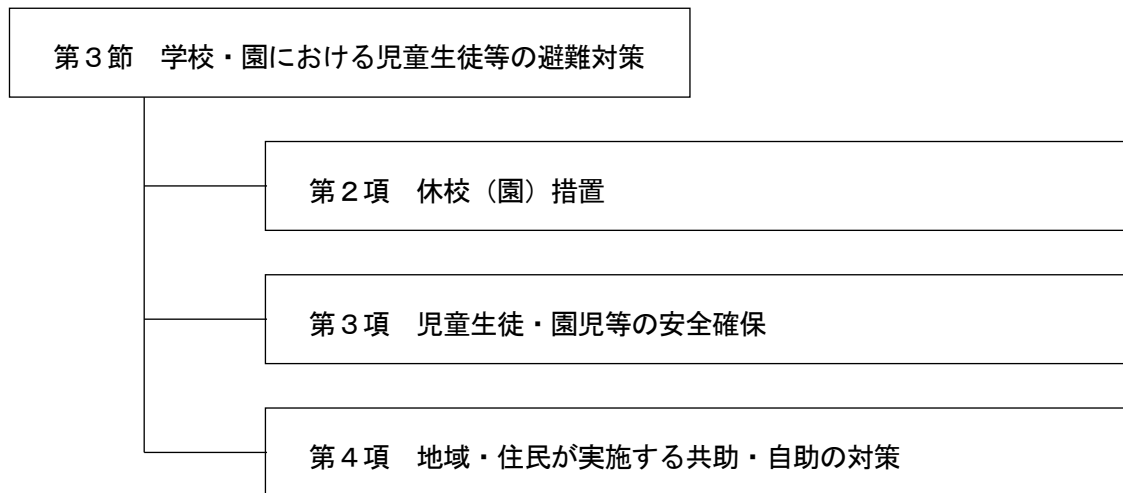 第３節　学校・園における児童生徒等の避難対策
第２項　休校（園）措置
第３項　児童生徒・園児等の安全確保
第４項　地域・住民が実施する共助・自助の対策